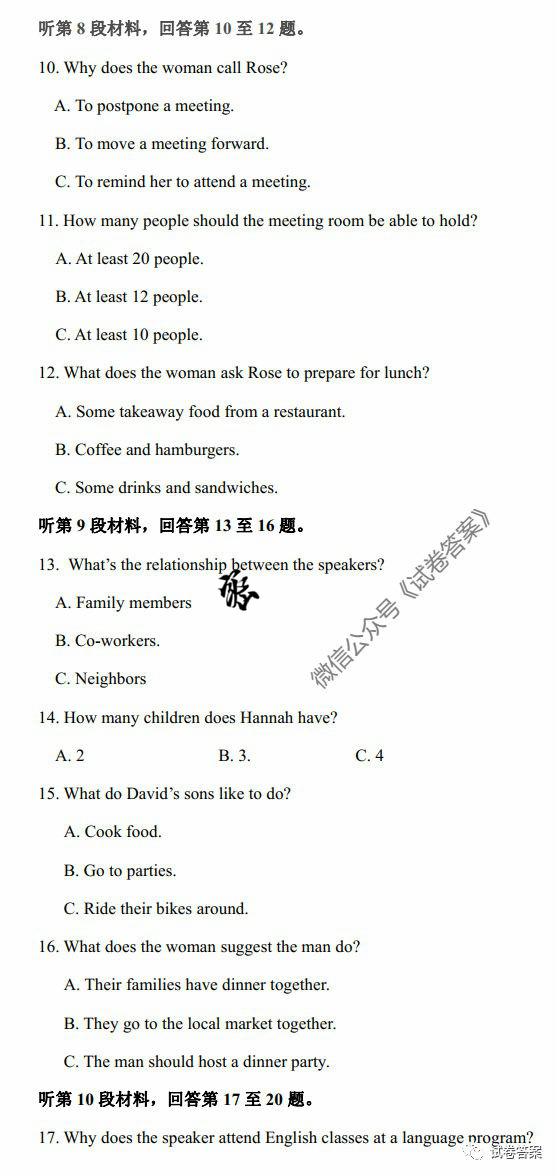 听第 8 段材料，回答第 10 至 12 题。
10. Why does the woman call Rose?
A. To postpone a meeting.
B. To move a meeting forward.
C. To remind her to attend a meeting.
11. How many people should the meeting room be able to hold?
A. At least 20 people.
B. At least 12 people.
C. At least 10 people.
12. What does the woman ask Rose to prepare for lunch?
A. Some takeaway food from a restaurant.
B. Coffee and hamburgers.
C. Some drinks and sandwiches.
听第 9 段材料，回答第 13 至 16 题。
13. What's the relationship between the speakers?
A. Family members
B. Co-workers.
C. Neighbors
微信公众号《试卷答案》
14. How many children does Hannah have?
A. 2 B. 3. C. 4
15. What do David's sons like to do?
A. Cook food.
B. Go to parties.
C. Ride their bikes around.
16. What does the woman suggest the man do?
A. Their families have dinner together.
B. They go to the local market together.
C. The man should host a dinner party.
听第 10 段材料，回答第 17 至 20 题。
17. Why does the speaker attend English classes at a language program?
试卷答案